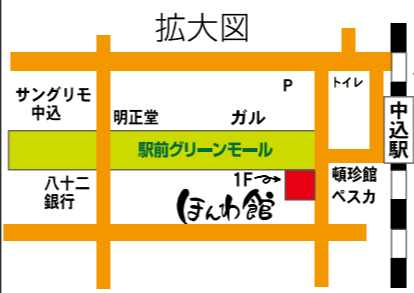 拡大図
P
トイレ
サングリモ
中込
明正堂
ガル
中込駅
駅前グリーンモール
八十二
銀行
1F
ほんわ館
頓珍館
ペスカ